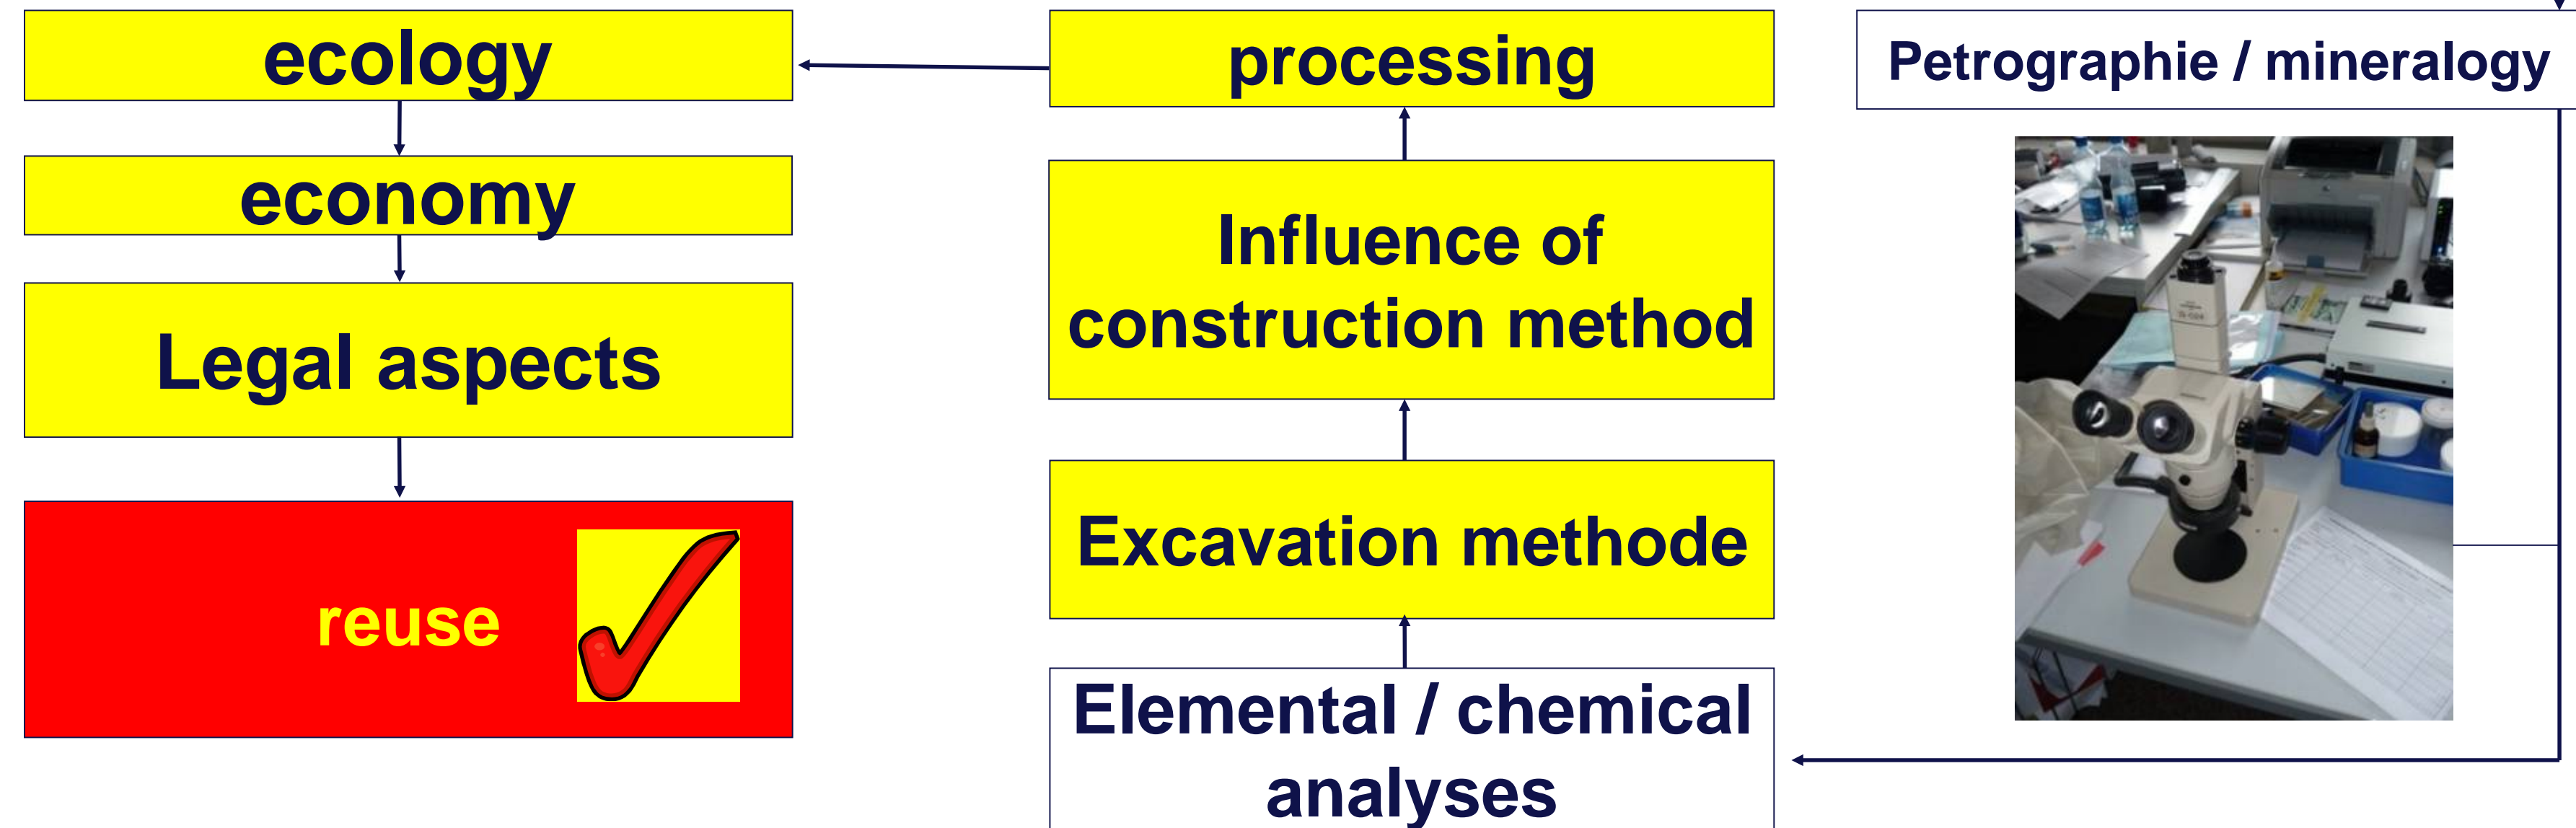 ecology
processing
Petrographie / mineralogy
economy
Influence of
construction method
Legal aspects
Excavation methode
reuse
Elemental / chemical
analyses